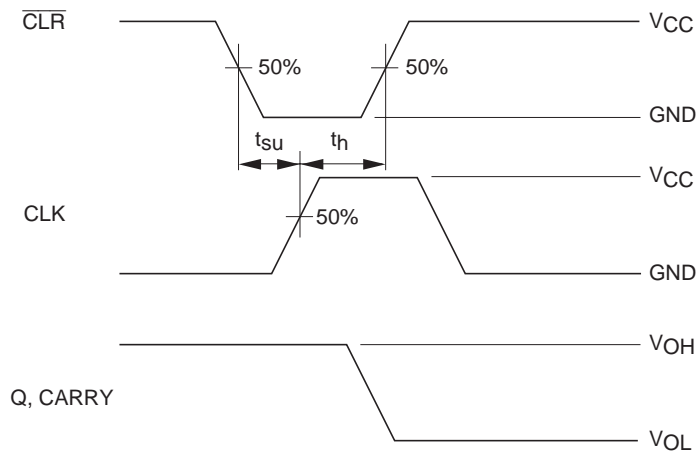 CLR
VCC
50%
50%
GND
tsu
th
VCC
CLK
50%
GND
VOH
Q, CARRY
VOL